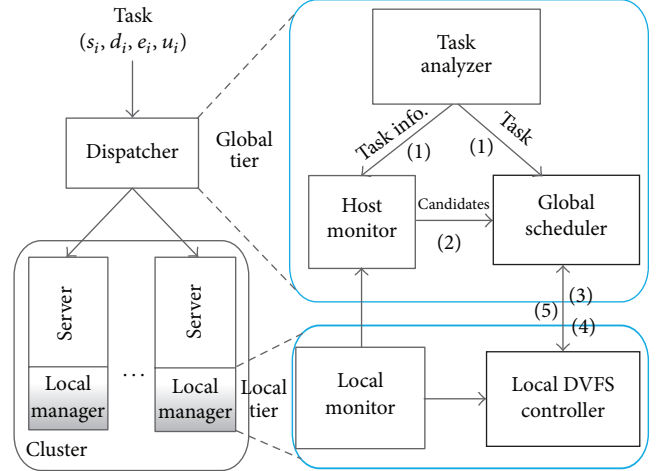 Task
(s_i, d_i, e_i, u_i)
Dispatcher
Global
tier
Server
Server
...
Local
manager
Local
manager
Cluster
Local
tier
Task
analyzer
Task info.
(1)
Task
(1)
Host
monitor
Candidates
(2)
Global
scheduler
(5)
(3)
(4)
Local
monitor
Local DVFS
controller